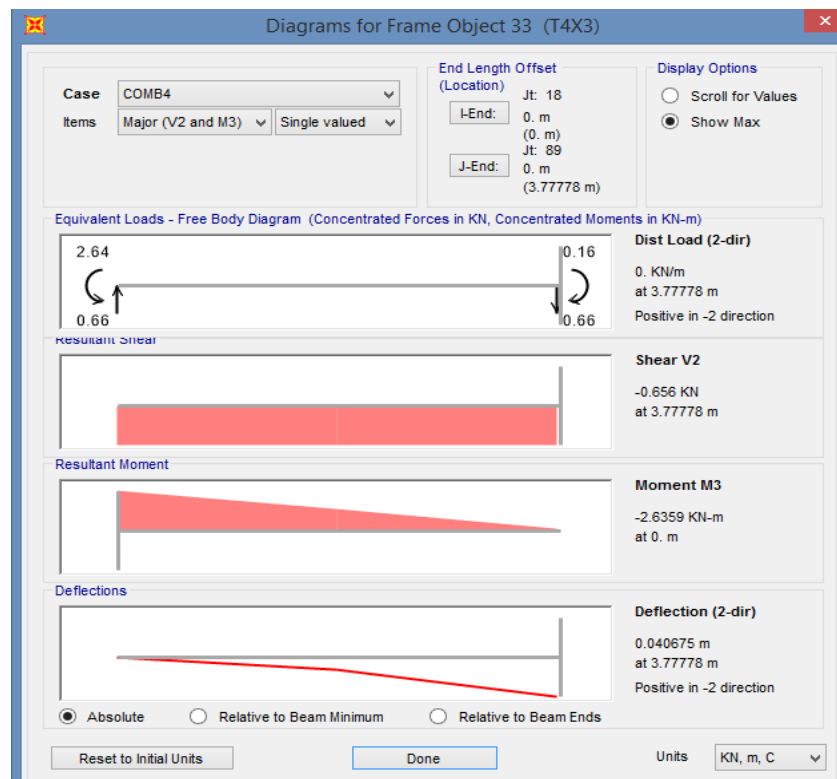 Diagrams for Frame Object 33 (T4X3)
x
Case
COMB4
Items
Major (V2 and M3)
Single valued
End Length Offset
(Location)
Jt: 18
I-End:
0. m
(0. m)
Jt: 89
J-End:
0. m
(3.77778 m)
Display Options
Scroll for Values
Show Max
Equivalent Loads - Free Body Diagram (Concentrated Forces in KN, Concentrated Moments in KN-m)
2.64
0.16
0.66
0.66
Dist Load (2-dir)
0. KN/m
at 3.77778 m
Positive in -2 direction
Resultant Shear
Shear V2
-0.656 KN
at 3.77778 m
Resultant Moment
Moment M3
-2.6359 KN-m
at 0. m
Deflections
Deflection (2-dir)
0.040675 m
at 3.77778 m
Positive in -2 direction
Absolute
Relative to Beam Minimum
Relative to Beam Ends
Reset to Initial Units
Done
Units
KN, m, C